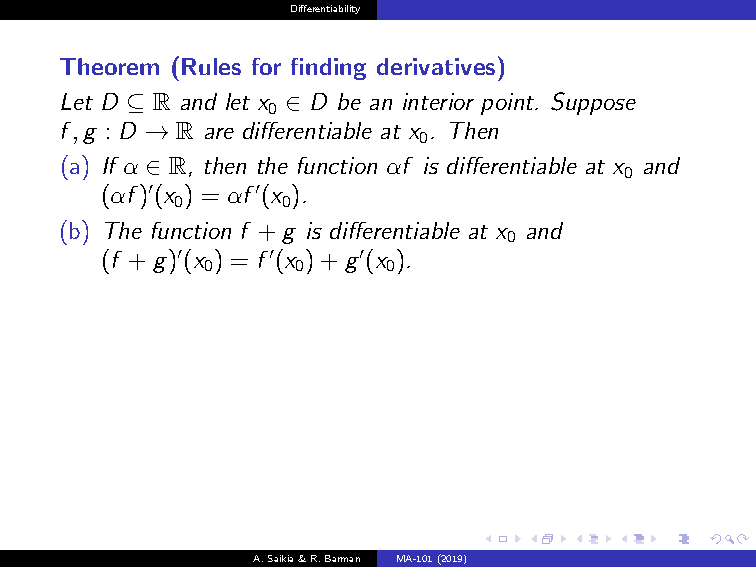 Differentiability
Theorem (Rules for finding derivatives)
Let D ⊆ ℝ and let x₀ ∈ D be an interior point. Suppose
f, g : D → ℝ are differentiable at x₀. Then
(a) If α ∈ ℝ, then the function αf is differentiable at x₀ and
(αf)′(x₀) = αf′(x₀).
(b) The function f + g is differentiable at x₀ and
(f + g)′(x₀) = f′(x₀) + g′(x₀).
A. Saikia & R. Barman MA-101 (2019)